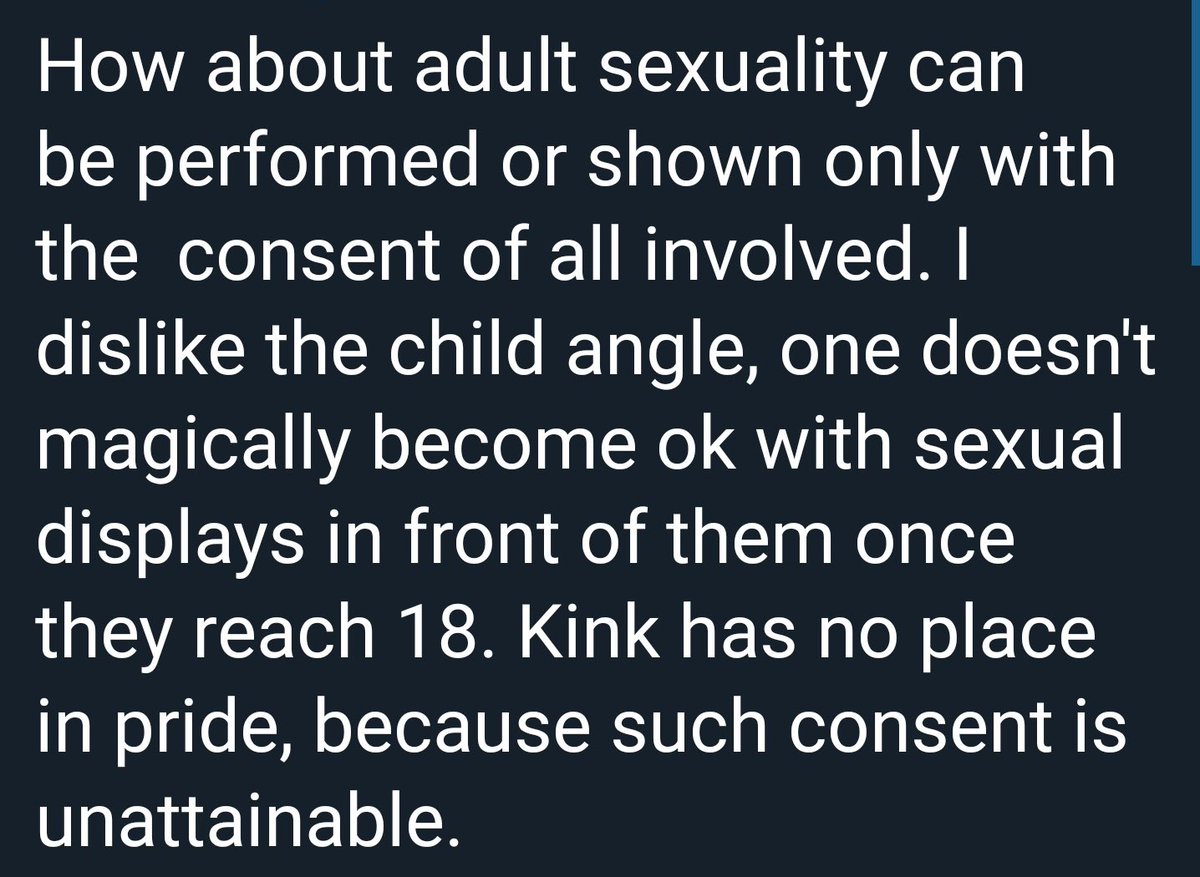 How about adult sexuality can
be performed or shown only with
the  consent of all involved. I
dislike the child angle, one doesn't
magically become ok with sexual
displays in front of them once
they reach 18. Kink has no place
in pride, because such consent is
unattainable.